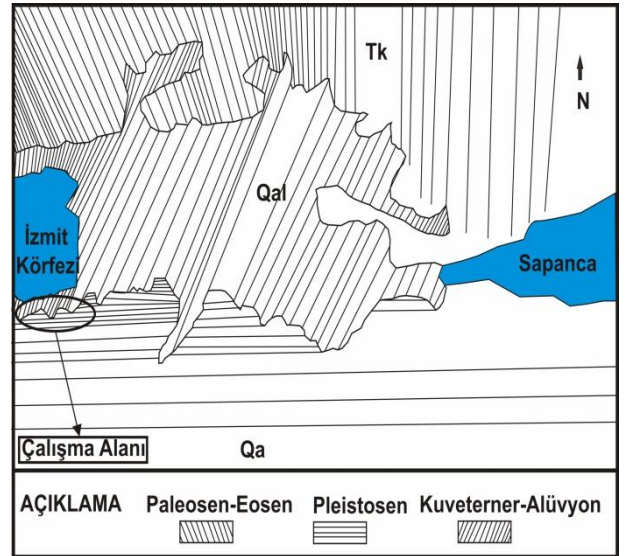 Tk
N
Qal
İzmit
Körfezi
Sapanca
Çalışma Alanı
Qa
AÇIKLAMA Paleosen-Eosen Pleistosen Kuveterner-Alüvyon